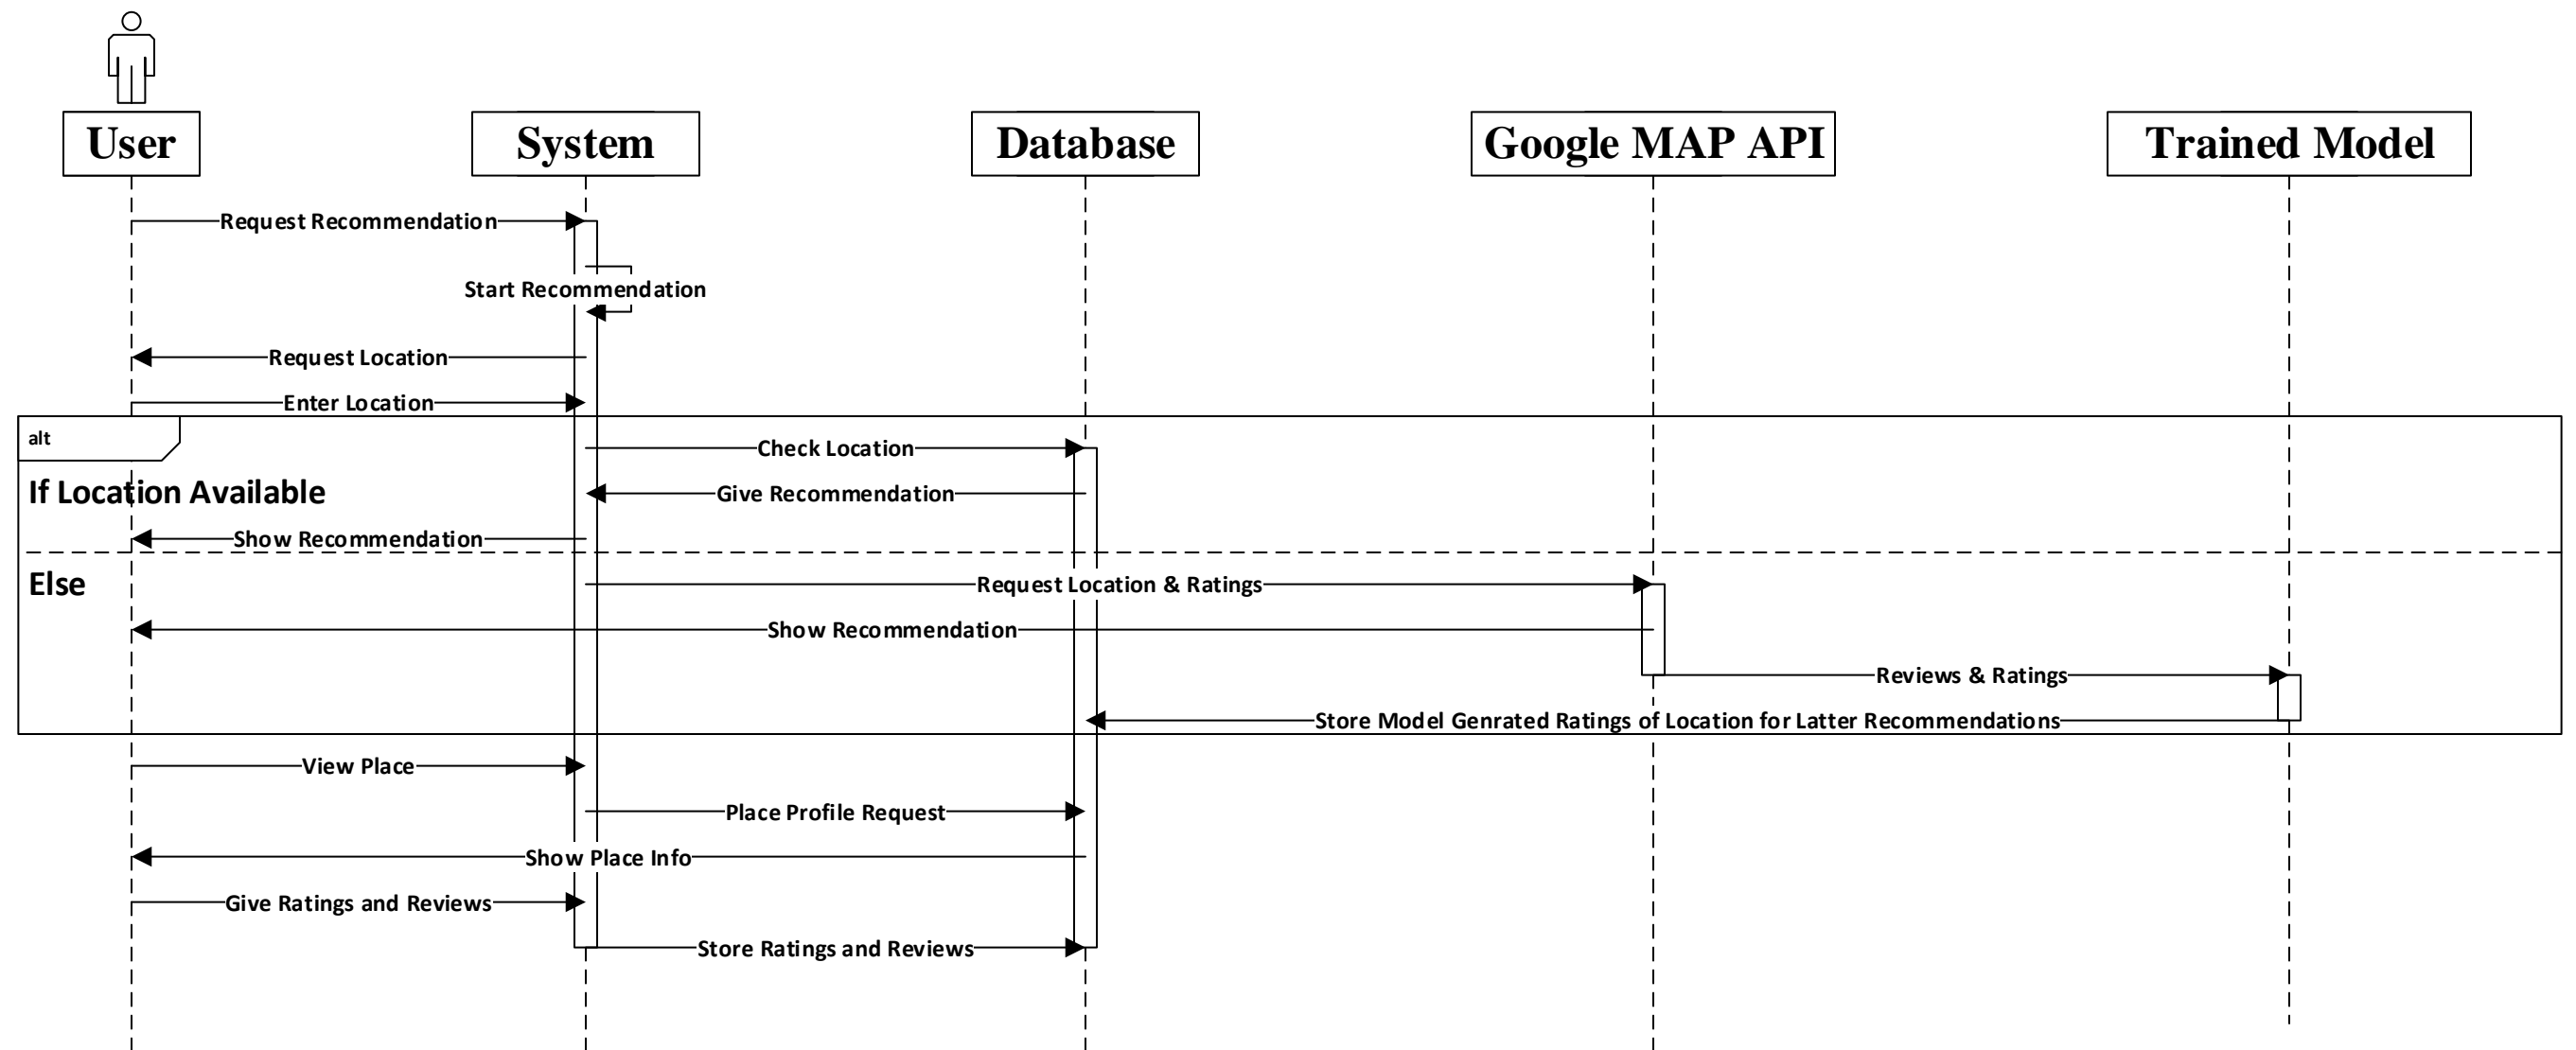 User
System
Database
Google MAP API
Trained Model
Request Recommendation
Start Recommendation
Request Location
Enter Location
alt
Check Location
If Location Available
Give Recommendation
Show Recommendation
Else
Request Location & Ratings
Show Recommendation
Reviews & Ratings
Store Model Genrated Ratings of Location for Latter Recommendations
View Place
Place Profile Request
Show Place Info
Give Ratings and Reviews
Store Ratings and Reviews